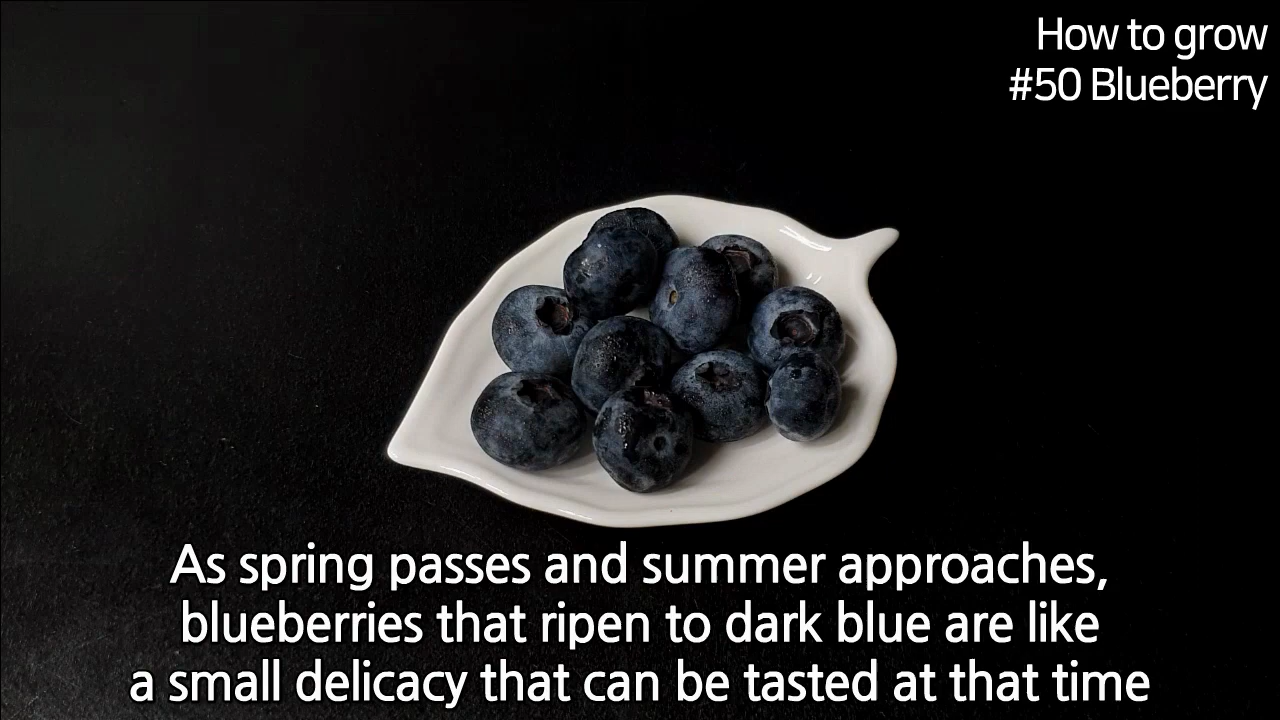 How to grow
#50 Blueberry
As spring passes and summer approaches,
blueberries that ripen to dark blue are like
a small delicacy that can be tasted at that time